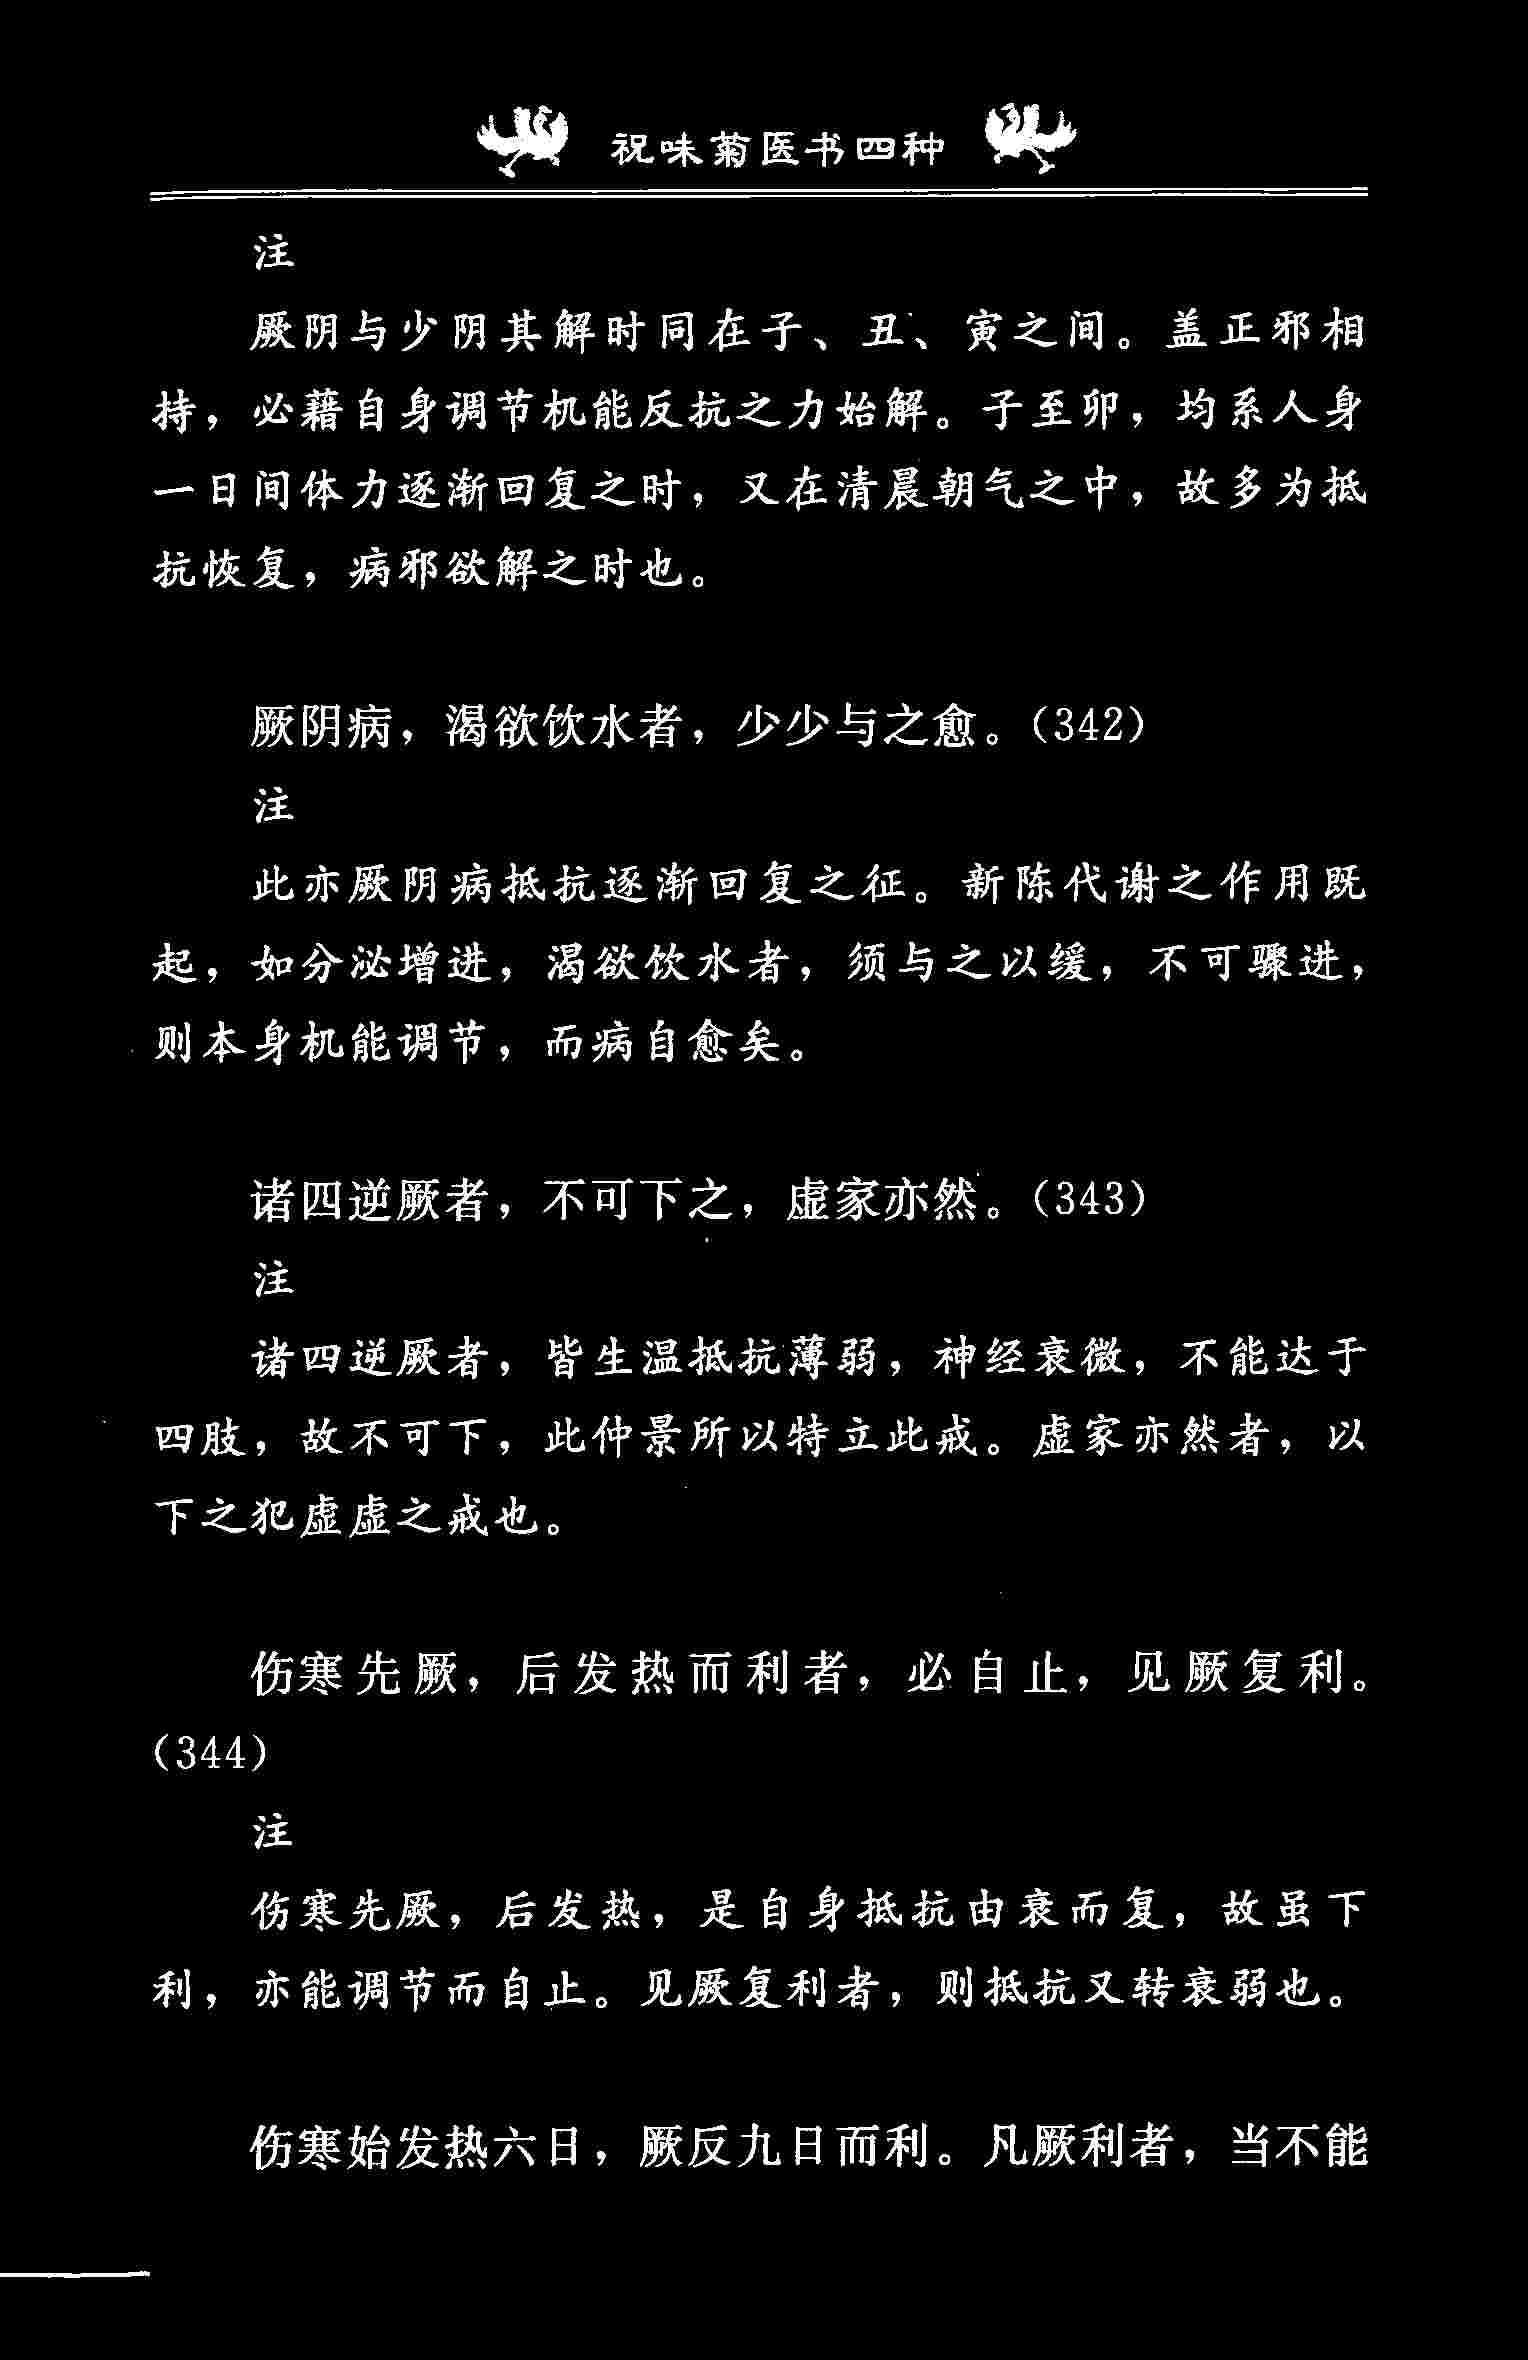 祝味菊医书四种
注
厥阴与少阴其解时同在子、丑、寅之间。盖正邪相
持，必藉自身调节机能反抗之力始解。子至卯，均系人身
一日间体力逐渐回复之时，又在清晨朝气之中，故多为抵
抗恢复，病邪欲解之时也。
厥阴病，渴欲饮水者，少少与之愈。(342)
注
此亦厥阴病抵抗逐渐回复之征。新陈代谢之作用既
起，如分泌增进，渴欲饮水者，须与之以缓，不可骤进，
则本身机能调节，而病自愈矣。
诸四逆厥者，不可下之，虚家亦然。(343)
注
诸四逆厥者，皆生温抵抗薄弱，神经衰微，不能达于
四肢，故不可下，此仲景所以特立此戒。虚家亦然者，以
下之犯虚虚之戒也。
伤寒先厥，后发热而利者，必自止，见厥复利。
(344)
注
伤寒先厥，后发热，是自身抵抗由衰而复，故虽下
利，亦能调节而自止。见厥复利者，则抵抗又转衰弱也。
伤寒始发热六日，厥反九日而利。凡厥利者，当不能